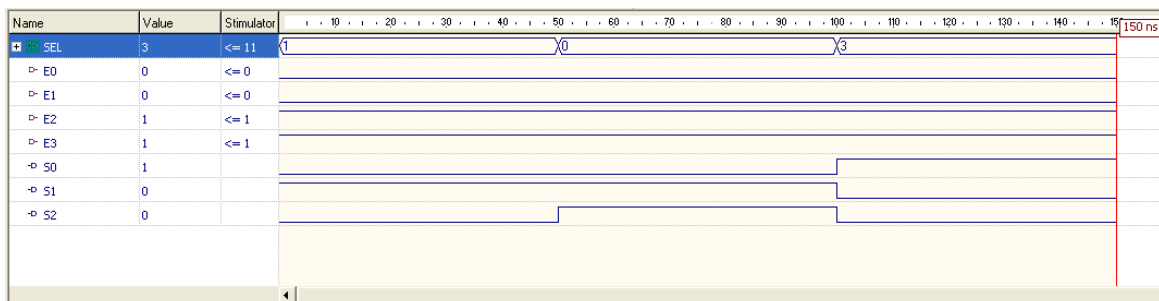 Name Value Stimulator 10 20 30 40 50 60 70 80 90 100 110 120 130 140 15 150 ns
SEL 3 <= 11 1 0 3
E0 0 <= 0
E1 0 <= 0
E2 1 <= 1
E3 1 <= 1
S0 1
S1 0
S2 0